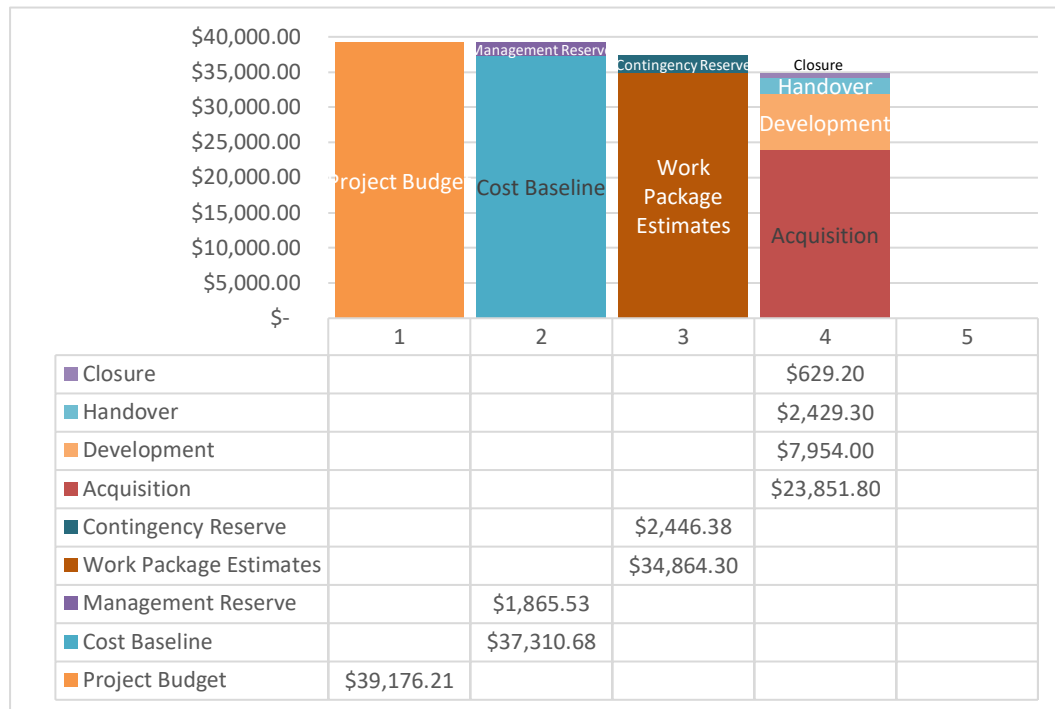 $40,000.00
$35,000.00
$30,000.00
$25,000.00
$20,000.00
$15,000.00
$10,000.00
$5,000.00
$-
Project Budget
Management Reserve
Cost Baseline
Contingency Reserve
Work
Package
Estimates
Closure
Handover
Development
Acquisition
1 2 3 4 5
Closure $629.20
Handover $2,429.30
Development $7,954.00
Acquisition $23,851.80
Contingency Reserve $2,446.38
Work Package Estimates $34,864.30
Management Reserve $1,865.53
Cost Baseline $37,310.68
Project Budget $39,176.21